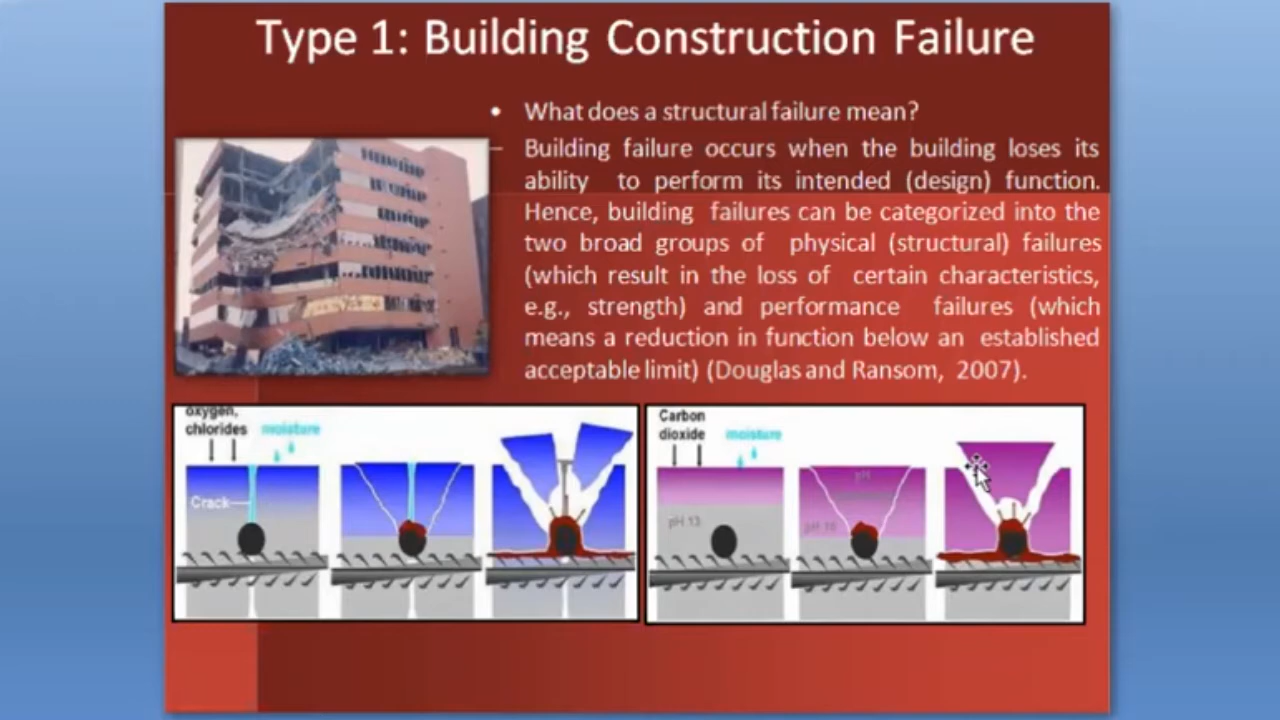 Type 1: Building Construction Failure
• What does a structural failure mean?
– Building failure occurs when the building loses its
ability to perform its intended (design) function.
Hence, building failures can be categorized into the
two broad groups of physical (structural) failures
(which result in the loss of certain characteristics,
e.g., strength) and performance failures (which
means a reduction in function below an established
acceptable limit) (Douglas and Ransom, 2007).
oxygen,
chlorides moisture
Crack
Carbon
dioxide moisture
pH 13
pH
pH 10